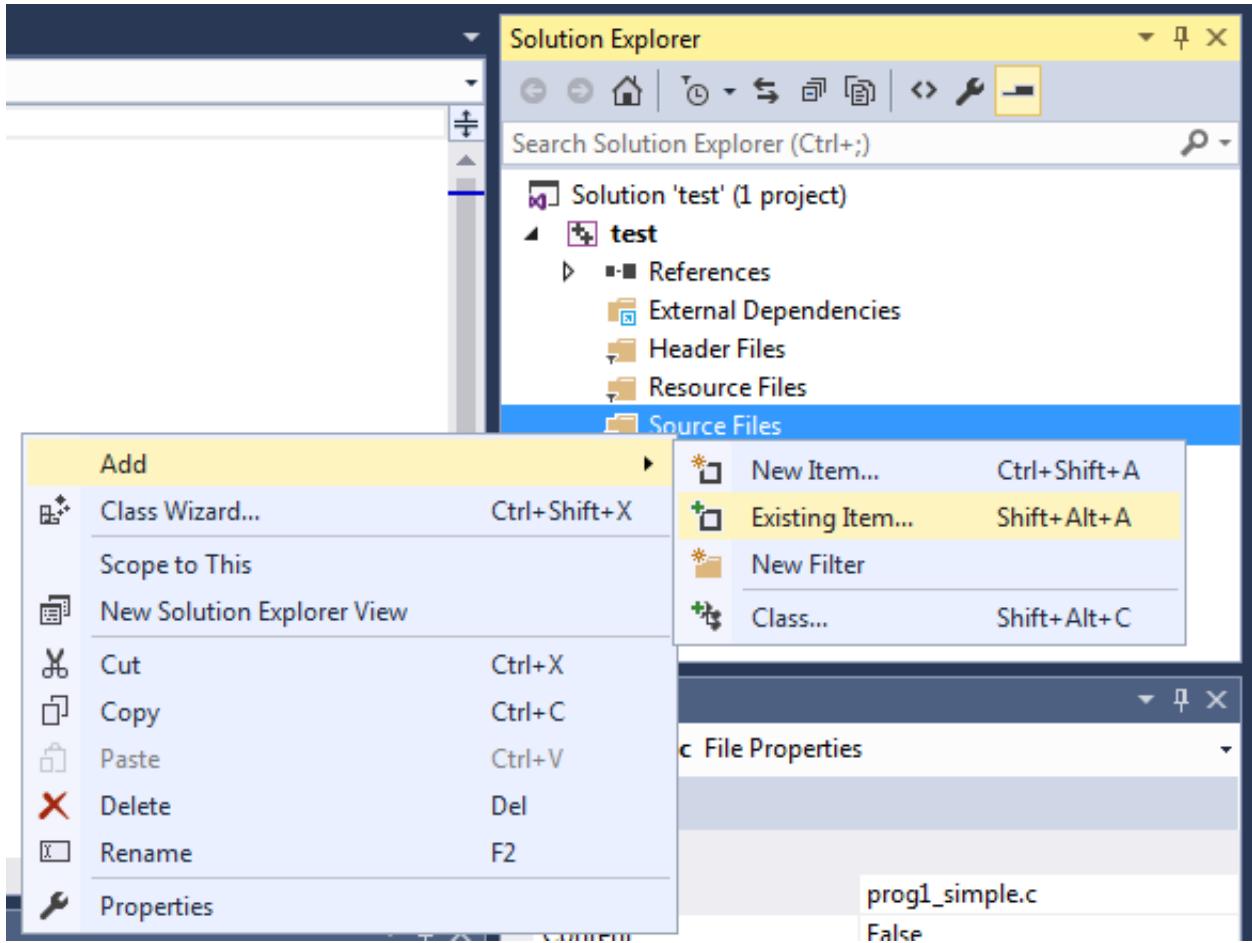 Solution Explorer
Search Solution Explorer (Ctrl+;)
Solution 'test' (1 project)
test
References
External Dependencies
Header Files
Resource Files
Source Files
Add
Class Wizard... Ctrl+Shift+X
Scope to This
New Solution Explorer View
Cut Ctrl+X
Copy Ctrl+C
Paste Ctrl+V
Delete Del
Rename F2
Properties
New Item... Ctrl+Shift+A
Existing Item... Shift+Alt+A
New Filter
Class... Shift+Alt+C
c File Properties
prog1_simple.c
Content False